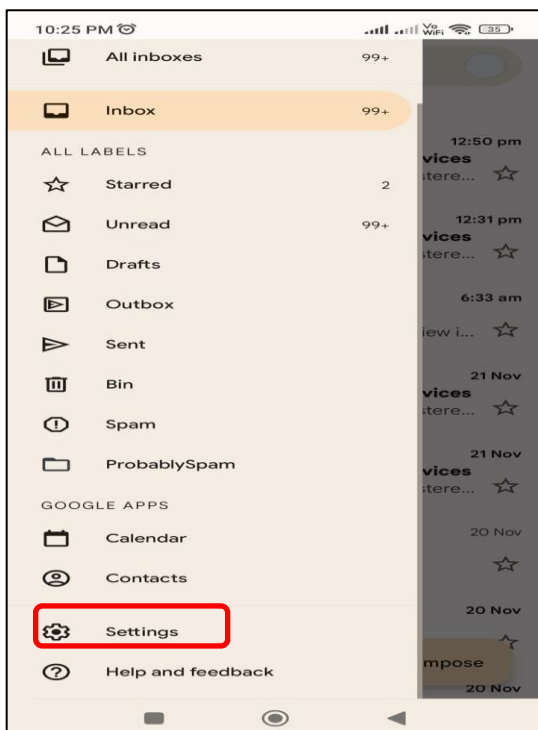 10:25 PM
Vo
WiFi
35
All inboxes 99+
Inbox 99+
12:50 pm
ALL LABELS
vices
Starred 2
stere...
Unread 99+
12:31 pm
vices
Drafts
stere...
Outbox
6:33 am
Sent
iew i...
Bin
21 Nov
vices
stere...
Spam
21 Nov
ProbablySpam
vices
stere...
GOOGLE APPS
Calendar
20 Nov
Contacts
20 Nov
Settings
Help and feedback
mpose
20 Nov